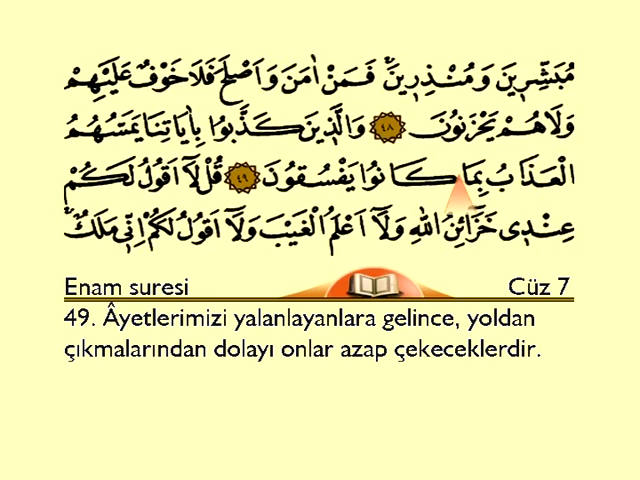 مُبَشِّر۪ينَ وَمُنْذِر۪ينَۚ فَمَنْ اٰمَنَ وَاَصْلَحَ فَلَا خَوْفٌ عَلَيْهِمْ
وَلَا هُمْ يَحْزَنُونَ ﴿٤٨﴾ وَالَّذ۪ينَ كَذَّبُوا بِاٰيَاتِنَا يَمَسُّهُمُ
الْعَذَابُ بِمَا كَانُوا يَفْسُقُونَ ﴿٤٩﴾ قُلْ لَٓا اَقُولُ لَكُمْ
عِنْد۪ي خَزَٓائِنُ اللّٰهِ وَلَٓا اَعْلَمُ الْغَيْبَ وَلَٓا اَقُولُ لَكُمْ اِنّ۪ي مَلَكٌۚ
Enam suresi Cüz 7
49. Âyetlerimizi yalanlayanlara gelince, yoldan
çıkmalarından dolayı onlar azap çekeceklerdir.